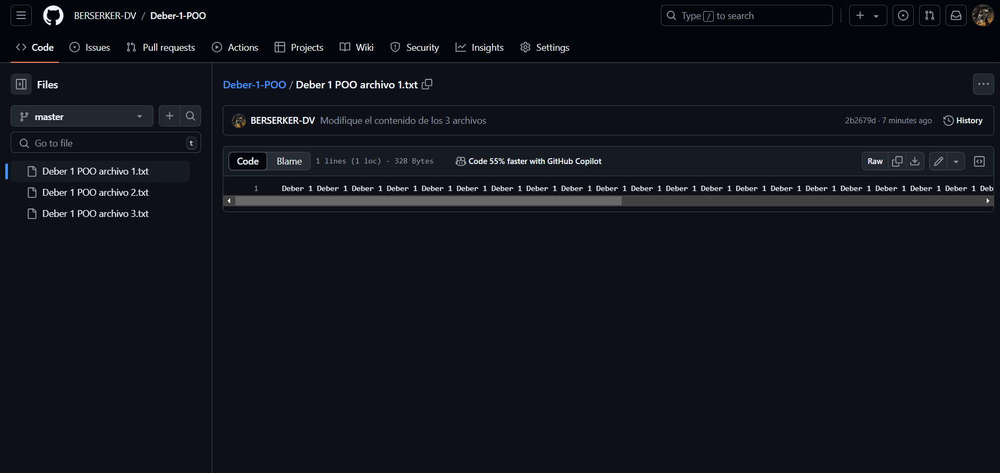 BERSERKER-DV / Deber-1-POO
Type / to search
Code Issues Pull requests Actions Projects Wiki Security Insights Settings
Files
master
Go to file t
Deber 1 POO archivo 1.txt
Deber 1 POO archivo 2.txt
Deber 1 POO archivo 3.txt
Deber-1-POO / Deber 1 POO archivo 1.txt
BERSERKER-DV Modifique el contenido de los 3 archivos
2b2679d · 7 minutes ago History
Code Blame 1 lines (1 loc) · 328 Bytes Code 55% faster with GitHub Copilot Raw
1 Deber 1 Deber 1 Deber 1 Deber 1 Deber 1 Deber 1 Deber 1 Deber 1 Deber 1 Deber 1 Deber 1 Deber 1 Deber 1 Deber 1 Deber 1 Deber 1 Deber 1 Deber 1 Deber 1 Deber 1 Deb